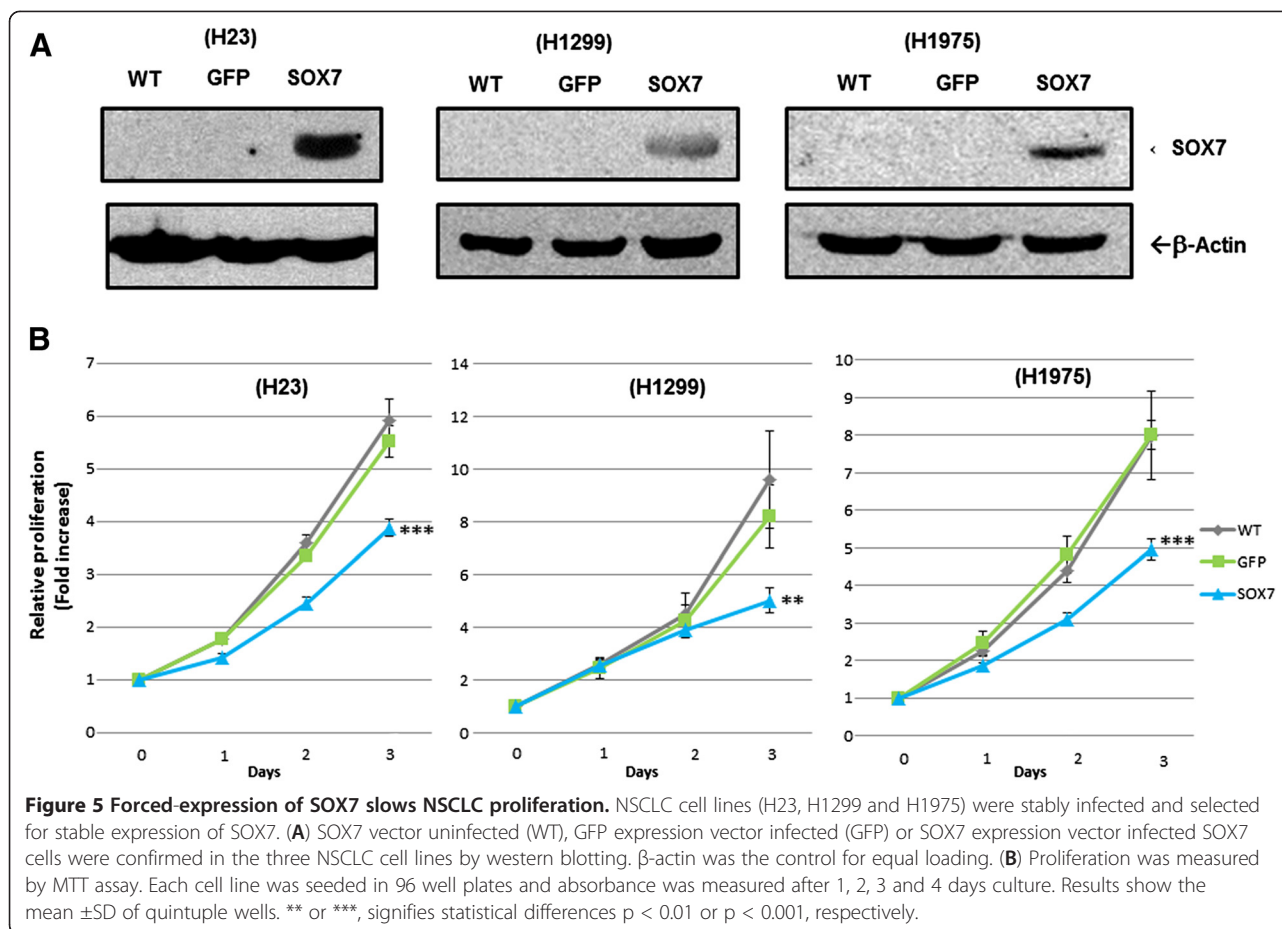 A
(H23)
(H1299)
(H1975)
WT GFP SOX7
WT GFP SOX7
WT GFP SOX7
‹ SOX7
←β-Actin
B
Relative proliferation
(Fold increase)
(H23)
7
6
5
4
3
2
1
0
***
0 1 2 3
Days
(H1299)
14
12
10
8
6
4
2
0
**
0 1 2 3
Days
(H1975)
10
9
8
7
6
5
4
3
2
1
0
***
0 1 2 3
Days
WT
GFP
SOX7
Figure 5 Forced-expression of SOX7 slows NSCLC proliferation. NSCLC cell lines (H23, H1299 and H1975) were stably infected and selected
for stable expression of SOX7. (A) SOX7 vector uninfected (WT), GFP expression vector infected (GFP) or SOX7 expression vector infected SOX7
cells were confirmed in the three NSCLC cell lines by western blotting. β-actin was the control for equal loading. (B) Proliferation was measured
by MTT assay. Each cell line was seeded in 96 well plates and absorbance was measured after 1, 2, 3 and 4 days culture. Results show the
mean ±SD of quintuple wells. ** or ***, signifies statistical differences p < 0.01 or p < 0.001, respectively.